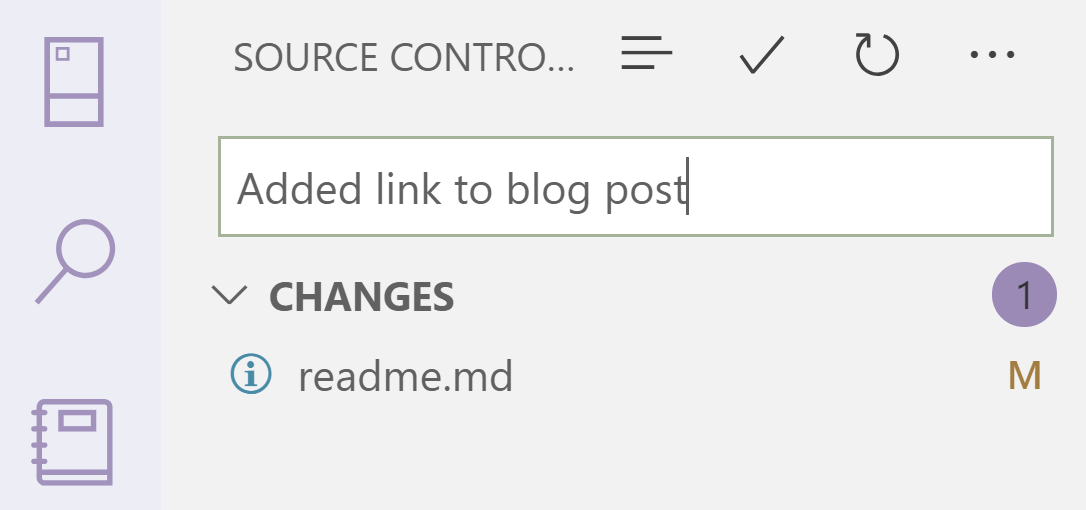 SOURCE CONTRO...
Added link to blog post
CHANGES 1
readme.md M